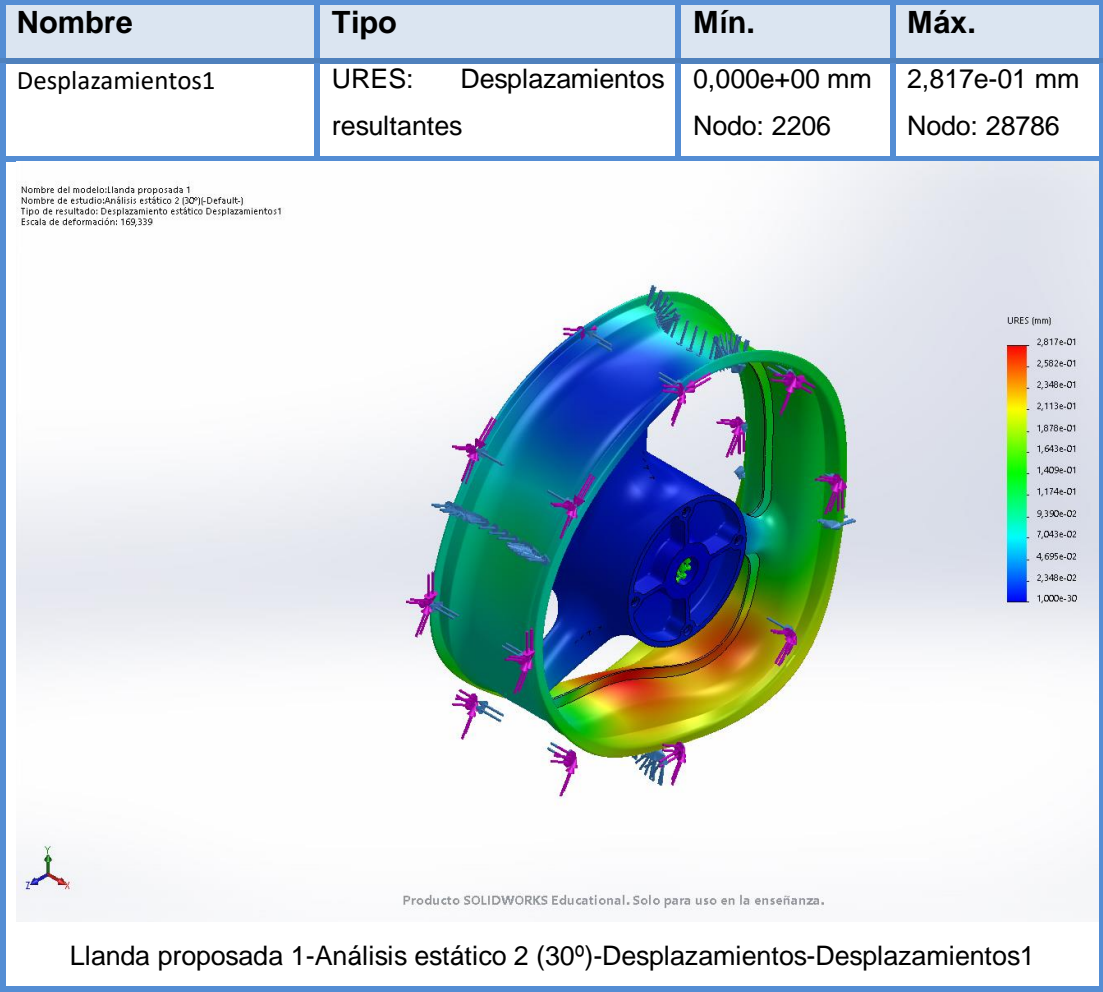 Nombre Tipo Mín. Máx.
Desplazamientos1 URES: Desplazamientos 0,000e+00 mm 2,817e-01 mm
resultantes Nodo: 2206 Nodo: 28786
Nombre del modelo:Llanda proposada 1
Nombre de estudio:Análisis estático 2 (30º)(-Default-)
Tipo de resultado: Desplazamiento estático Desplazamientos1
Escala de deformación: 169,339
URES (mm)
2,817e-01
2,582e-01
2,348e-01
2,113e-01
1,878e-01
1,643e-01
1,409e-01
1,174e-01
9,390e-02
7,043e-02
4,695e-02
2,348e-02
1,000e-30
Y
Z X
Producto SOLIDWORKS Educational. Solo para uso en la enseñanza.
Llanda proposada 1-Análisis estático 2 (30º)-Desplazamientos-Desplazamientos1